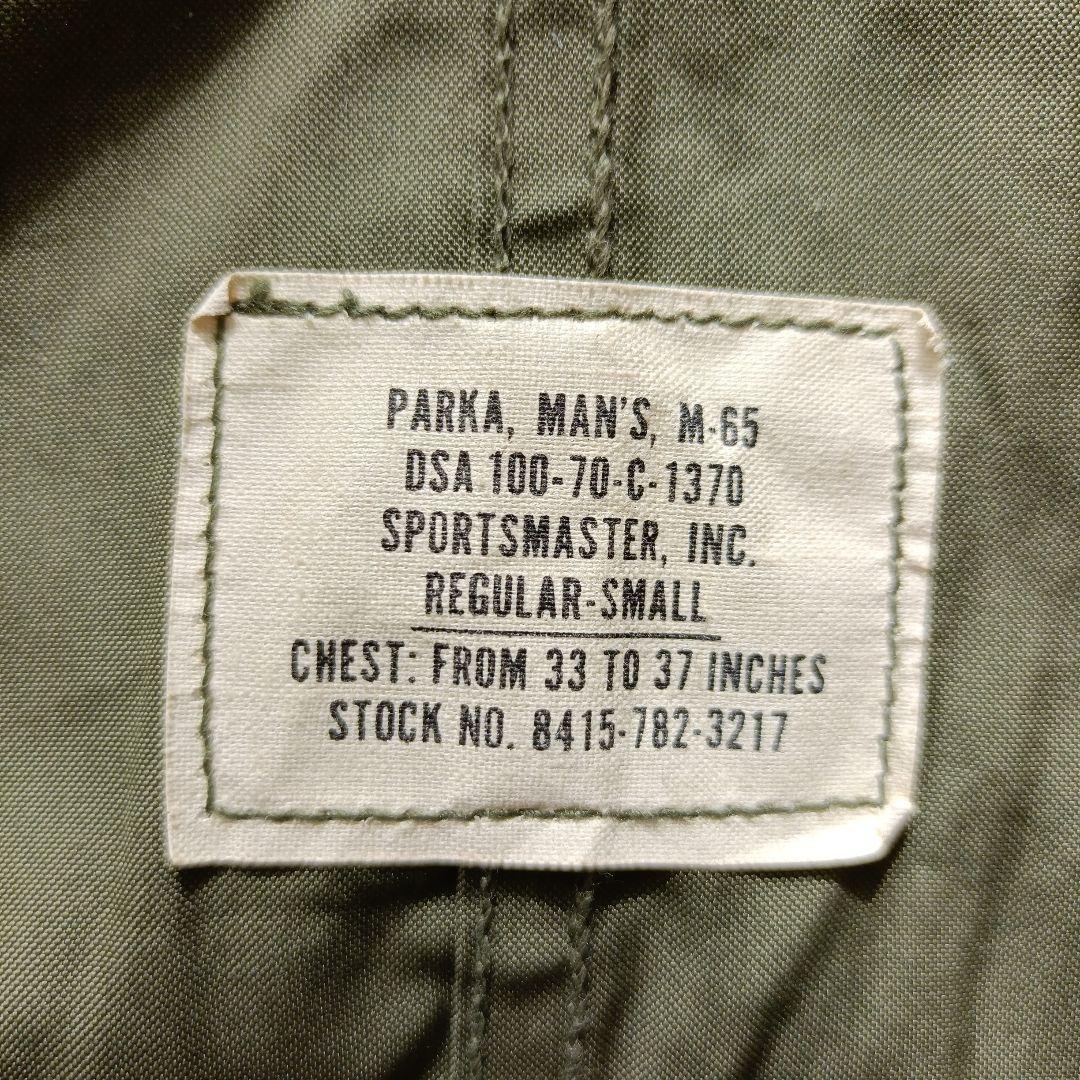 PARKA, MAN'S, M-65
DSA 100-70-C-1370
SPORTSMASTER, INC.
REGULAR-SMALL
CHEST: FROM 33 TO 37 INCHES
STOCK NO. 8415-782-3217